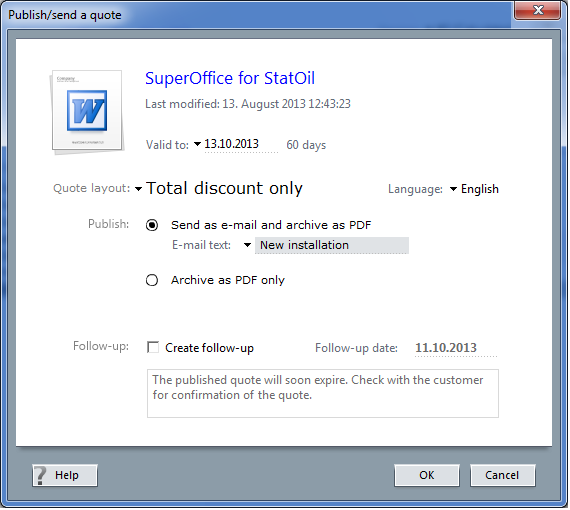 Publish/send a quote
Company
W
SuperOffice for StatOil
Last modified: 13. August 2013 12:43:23
Valid to: 13.10.2013 60 days
Quote layout: Total discount only Language: English
Publish: Send as e-mail and archive as PDF
E-mail text: New installation
Archive as PDF only
Follow-up: Create follow-up Follow-up date: 11.10.2013
The published quote will soon expire. Check with the customer
for confirmation of the quote.
? Help OK Cancel